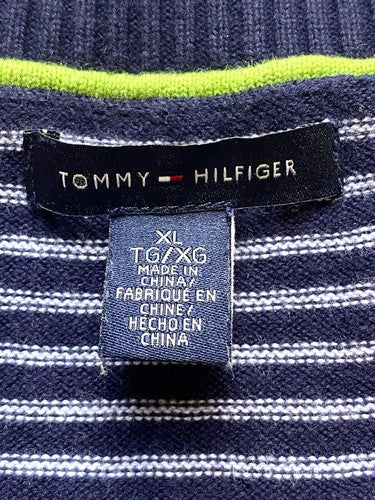 TOMMY HILFIGER
XL
TG/XG
MADE IN
CHINA/
FABRIQUÉ EN
CHINE/
HECHO EN
CHINA